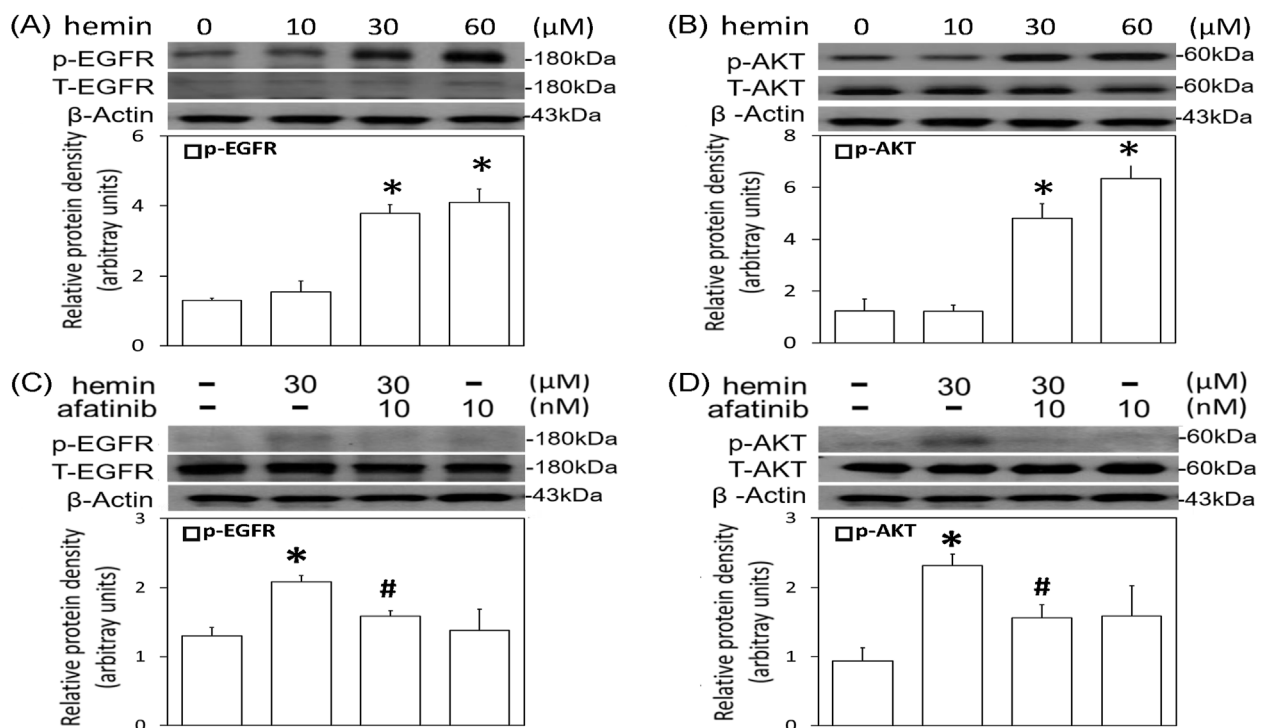 (A) hemin 0 10 30 60 (μM)
p-EGFR -180kDa
T-EGFR -180kDa
β-Actin -43kDa
Relative protein density
(arbitray units)
6
4
2
0
p-EGFR
* *
(B) hemin 0 10 30 60 (μM)
p-AKT -60kDa
T-AKT -60kDa
β -Actin -43kDa
Relative protein density
(arbitray units)
8
6
4
2
0
p-AKT
* *
(C) hemin - 30 30 - (μM)
afatinib - - 10 10 (nM)
p-EGFR -180kDa
T-EGFR -180kDa
β-Actin -43kDa
Relative protein density
(arbitray units)
3
2
1
0
p-EGFR
* #
(D) hemin - 30 30 - (μM)
afatinib - - 10 10 (nM)
p-AKT -60kDa
T-AKT -60kDa
β -Actin -43kDa
Relative protein density
(arbitray units)
3
2
1
0
p-AKT
* #